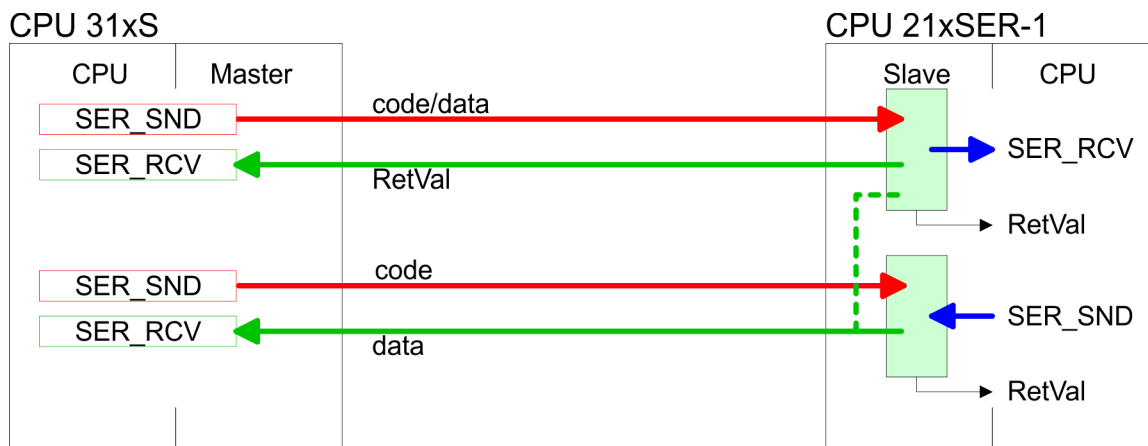 CPU 31xS
CPU 21xSER-1
CPU
Master
Slave
CPU
SER_SND
code/data
SER_RCV
SER_RCV
RetVal
RetVal
SER_SND
code
SER_SND
SER_RCV
data
RetVal